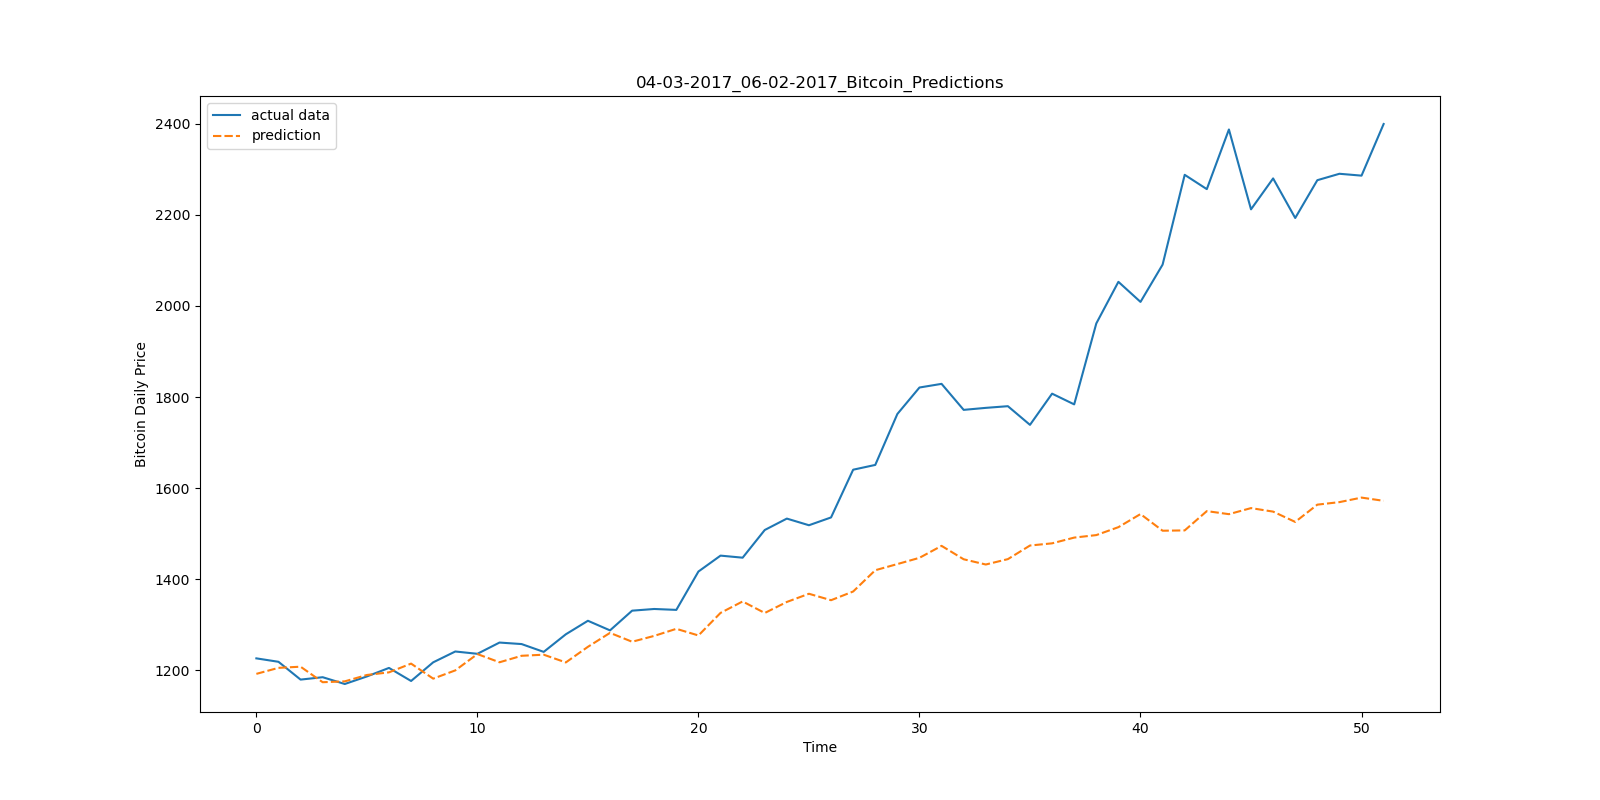 04-03-2017_06-02-2017_Bitcoin_Predictions
actual data
prediction
2400
2200
2000
1800
1600
1400
1200
Bitcoin Daily Price
0 10 20 30 40 50
Time